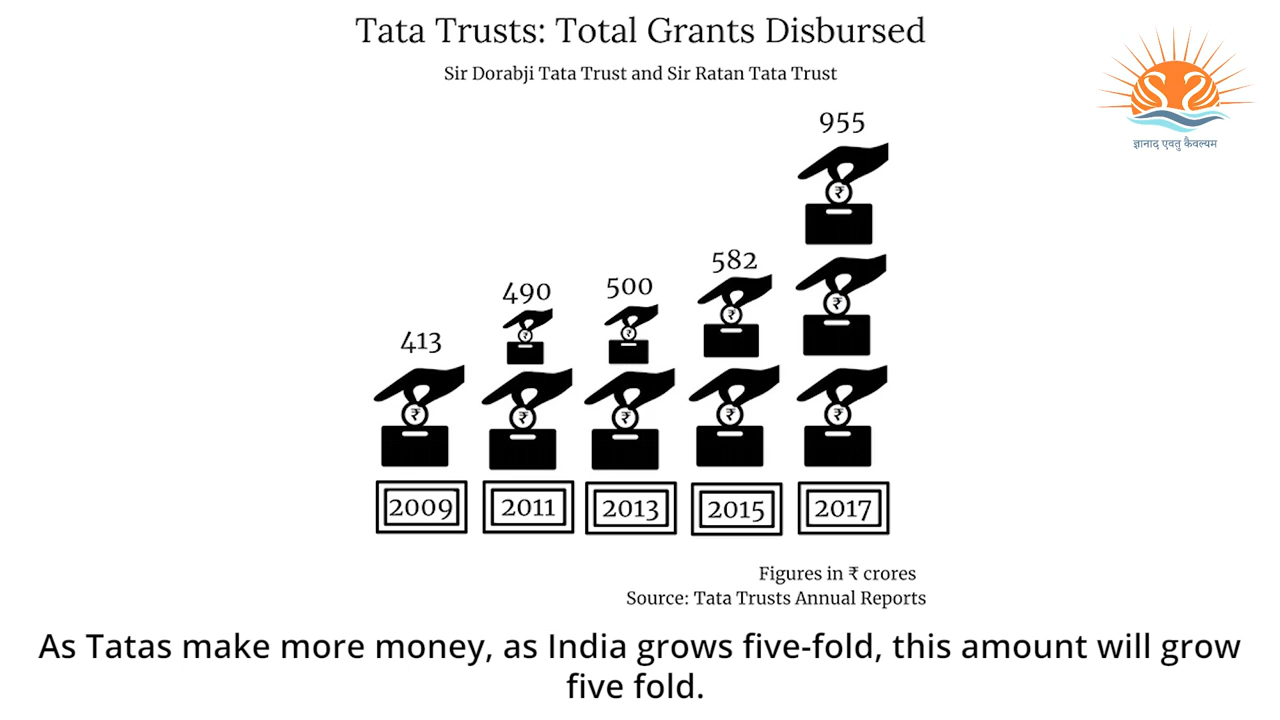 Tata Trusts: Total Grants Disbursed
Sir Dorabji Tata Trust and Sir Ratan Tata Trust
ज्ञानाद् एवतु कैवल्यम
955
582
500
490
413
₹
₹
₹
₹
₹
₹
₹
₹
₹
₹
2009 2011 2013 2015 2017
Figures in ₹ crores
Source: Tata Trusts Annual Reports
As Tatas make more money, as India grows five-fold, this amount will grow
five fold.